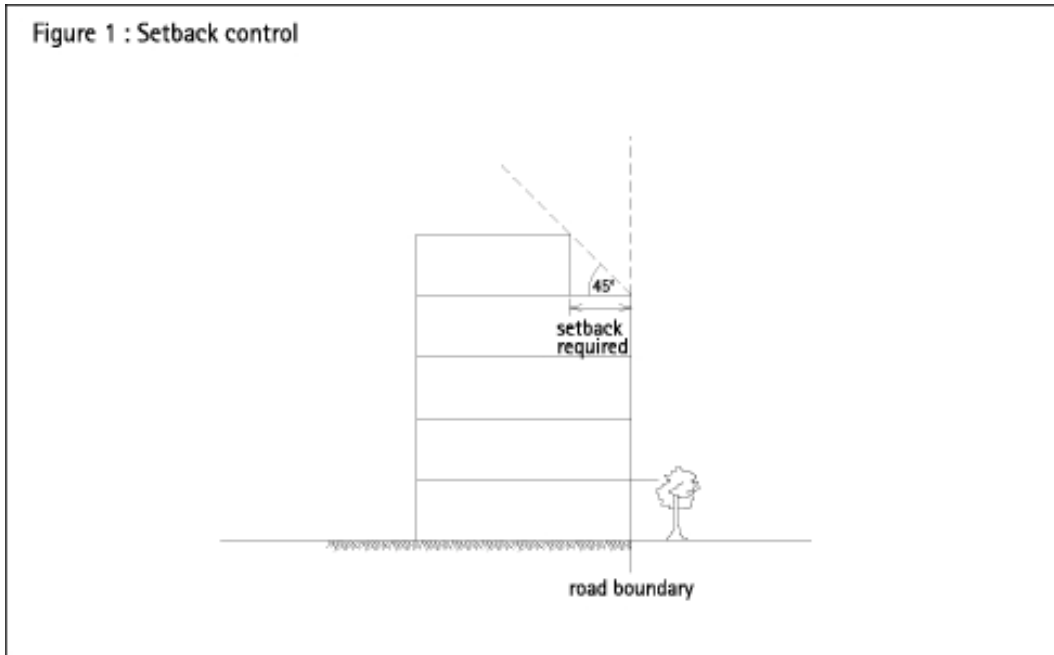 Figure 1 : Setback control
45°
setback
required
road boundary